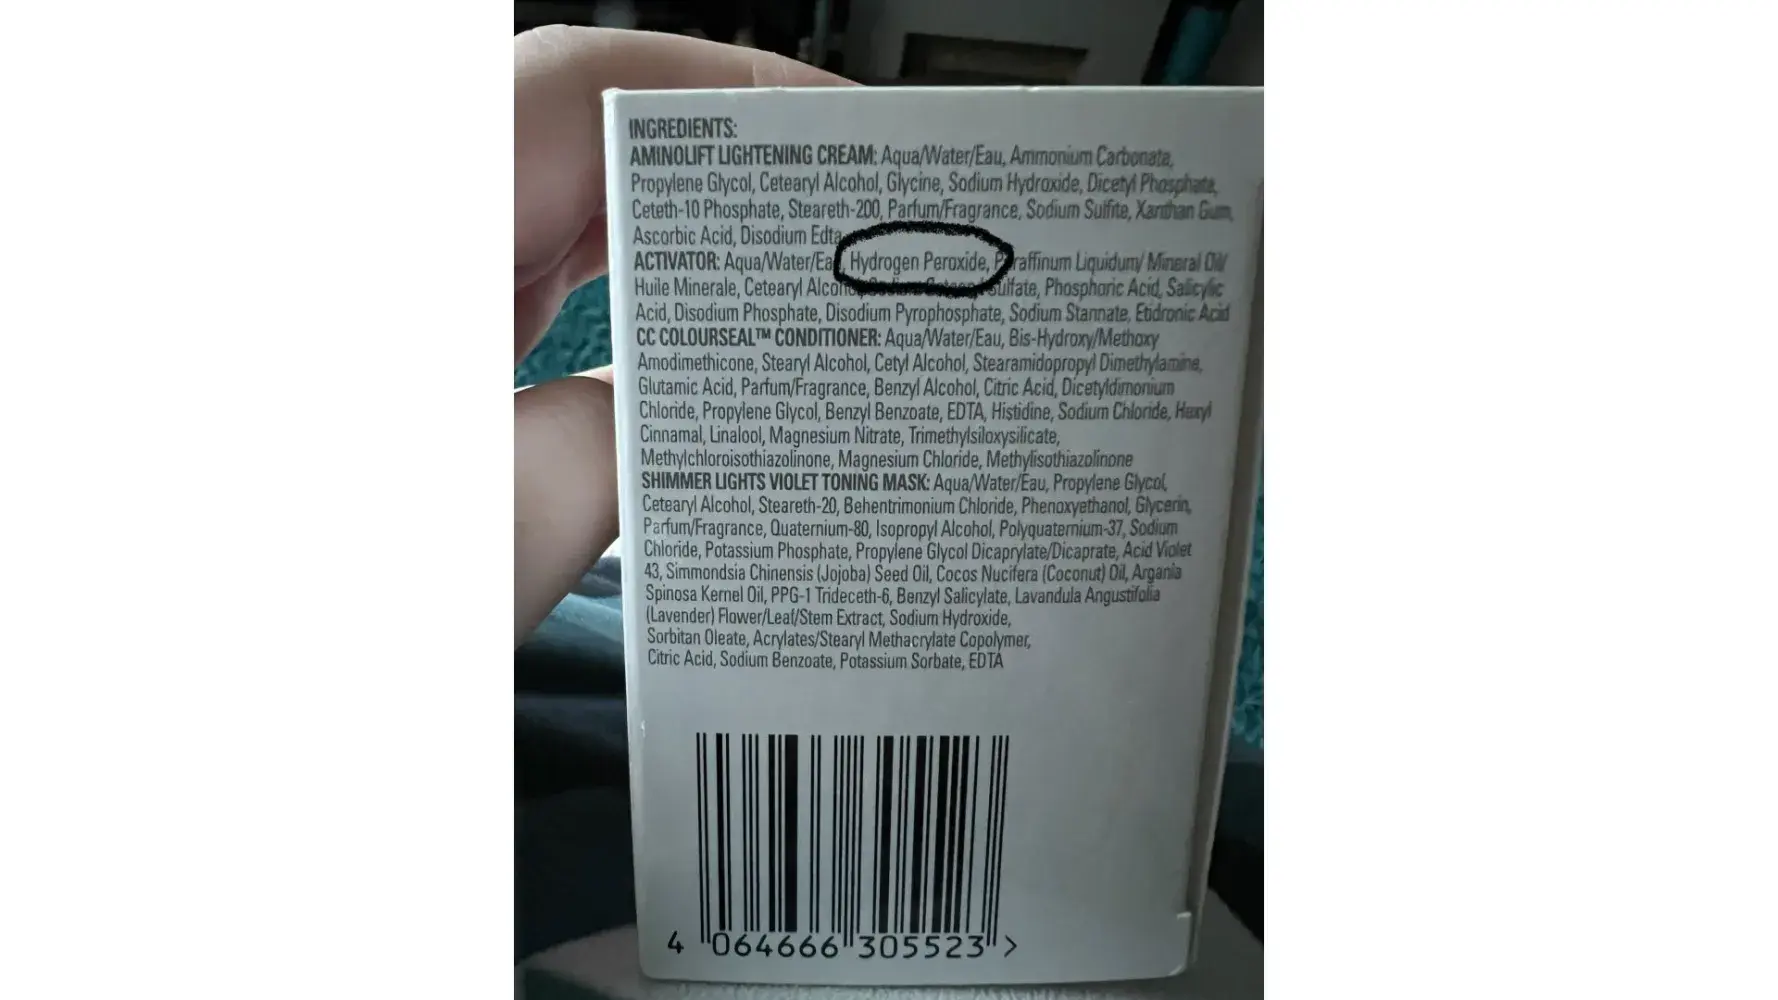 INGREDIENTS:
AMINOLIFT LIGHTENING CREAM: Aqua/Water/Eau, Ammonium Carbonate,
Propylene Glycol, Cetearyl Alcohol, Glycine, Sodium Hydroxide, Dicetyl Phosphate,
Ceteth-10 Phosphate, Steareth-200, Parfum/Fragrance, Sodium Sulfite, Xanthan Gum,
Ascorbic Acid, Disodium Edta
ACTIVATOR: Aqua/Water/Eau, Hydrogen Peroxide, Paraffinum Liquidum/ Mineral Oil/
Huile Minerale, Cetearyl Alcohol, Sodium Sulfate, Phosphoric Acid, Salicylic
Acid, Disodium Phosphate, Disodium Pyrophosphate, Sodium Stannate, Etidronic Acid
CC COLOURSEAL™ CONDITIONER: Aqua/Water/Eau, Bis-Hydroxy/Methoxy
Amodimethicone, Stearyl Alcohol, Cetyl Alcohol, Stearamidopropyl Dimethylamine,
Glutamic Acid, Parfum/Fragrance, Benzyl Alcohol, Citric Acid, Dicetyldimonium
Chloride, Propylene Glycol, Benzyl Benzoate, EDTA, Histidine, Sodium Chloride, Hexyl
Cinnamal, Linalool, Magnesium Nitrate, Trimethylsiloxysilicate,
Methylchloroisothiazolinone, Magnesium Chloride, Methylisothiazolinone
SHIMMER LIGHTS VIOLET TONING MASK: Aqua/Water/Eau, Propylene Glycol,
Cetearyl Alcohol, Steareth-20, Behentrimonium Chloride, Phenoxyethanol, Glycerin,
Parfum/Fragrance, Quaternium-80, Isopropyl Alcohol, Polyquaternium-37, Sodium
Chloride, Potassium Phosphate, Propylene Glycol Dicaprylate/Dicaprate, Acid Violet
43, Simmondsia Chinensis (Jojoba) Seed Oil, Cocos Nucifera (Coconut) Oil, Argania
Spinosa Kernel Oil, PPG-1 Trideceth-6, Benzyl Salicylate, Lavandula Angustifolia
(Lavender) Flower/Leaf/Stem Extract, Sodium Hydroxide,
Sorbitan Oleate, Acrylates/Stearyl Methacrylate Copolymer,
Citric Acid, Sodium Benzoate, Potassium Sorbate, EDTA
4 064666 305523 >